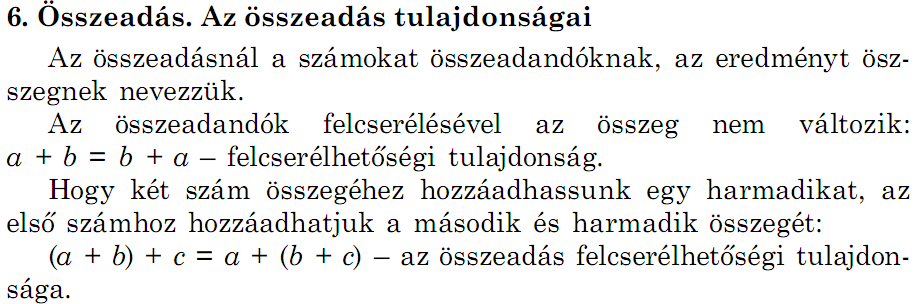 6. Összeadás. Az összeadás tulajdonságai
Az összeadásnál a számokat összeadandóknak, az eredményt ösz-
szegnek nevezzük.
Az összeadandók felcserélésével az összeg nem változik:
a + b = b + a – felcserélhetőségi tulajdonság.
Hogy két szám összegéhez hozzáadhassunk egy harmadikat, az
első számhoz hozzáadhatjuk a második és harmadik összegét:
(a + b) + c = a + (b + c) – az összeadás felcserélhetőségi tulajdon-
sága.